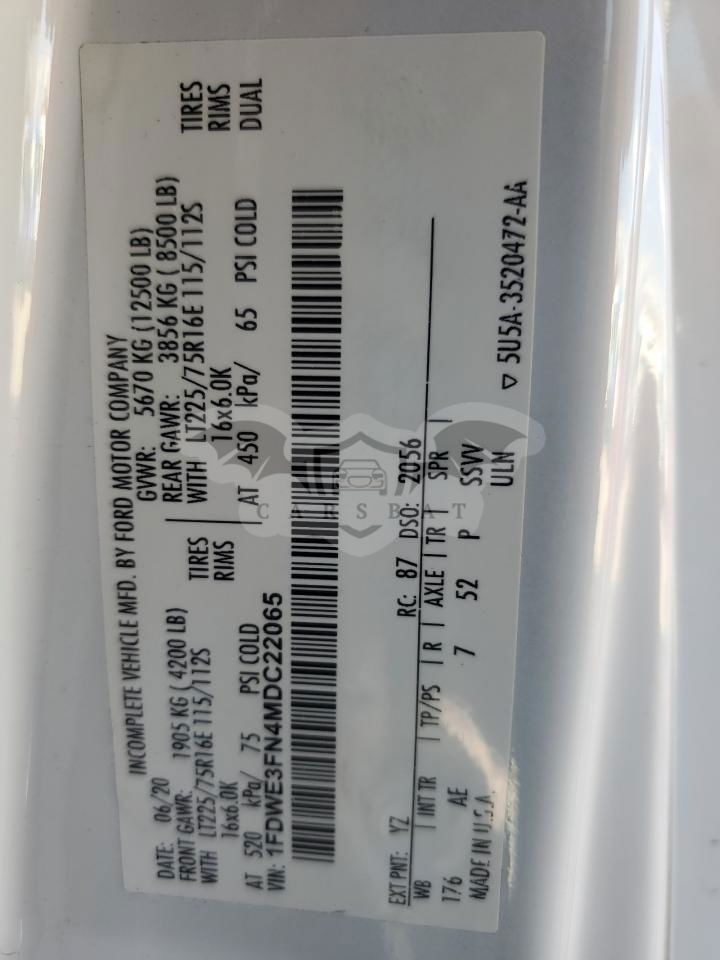 INCOMPLETE VEHICLE MFD. BY FORD MOTOR COMPANY
DATE: 06/20 GVWR: 5670 KG (12500 LB)
FRONT GAWR: 1905 KG ( 4200 LB) REAR GAWR: 3856 KG ( 8500 LB)
WITH LT225/75R16E 115/112S TIRES WITH LT225/75R16E 115/112S TIRES
16x6.0K RIMS 16x6.0K RIMS
AT 520 kPa/ 75 PSI COLD AT 450 kPa/ 65 PSI COLD DUAL
VIN: 1FDWE3FN4MDC22065
EXT PNT: YZ RC: 87 DSO: 2056
WB | INT TR | TP/PS | R | AXLE | TR | SPR |
176 AE 7 52 P SSVV
MADE IN U.S.A. ULN
▽ 5U5A-3520472-AA
CARSBAT